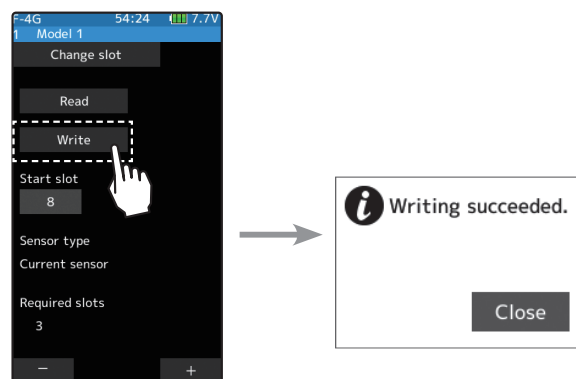 F-4G 54:24 7.7V
1 Model 1
Change slot
Read
Write
Start slot
8
Sensor type
Current sensor
Required slots
3
− +
i Writing succeeded.
Close